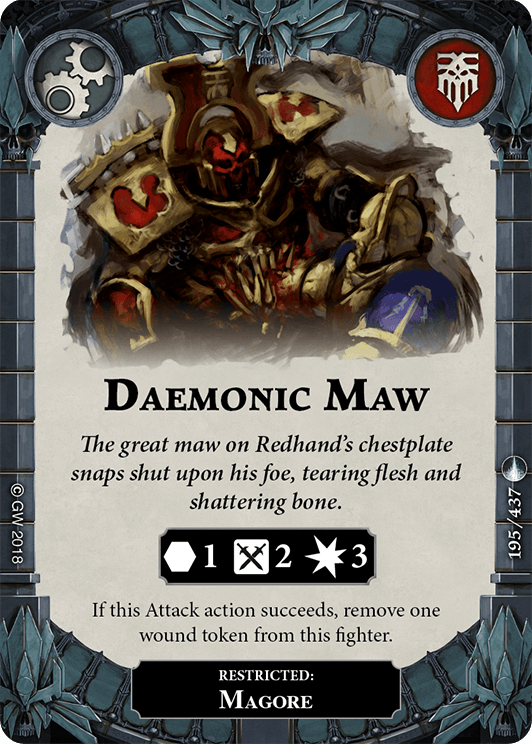 DAEMONIC MAW
The great maw on Redhand's chestplate
snaps shut upon his foe, tearing flesh and
shattering bone.
1 2 3
If this Attack action succeeds, remove one
wound token from this fighter.
RESTRICTED:
MAGORE
© GW 2018
195/437